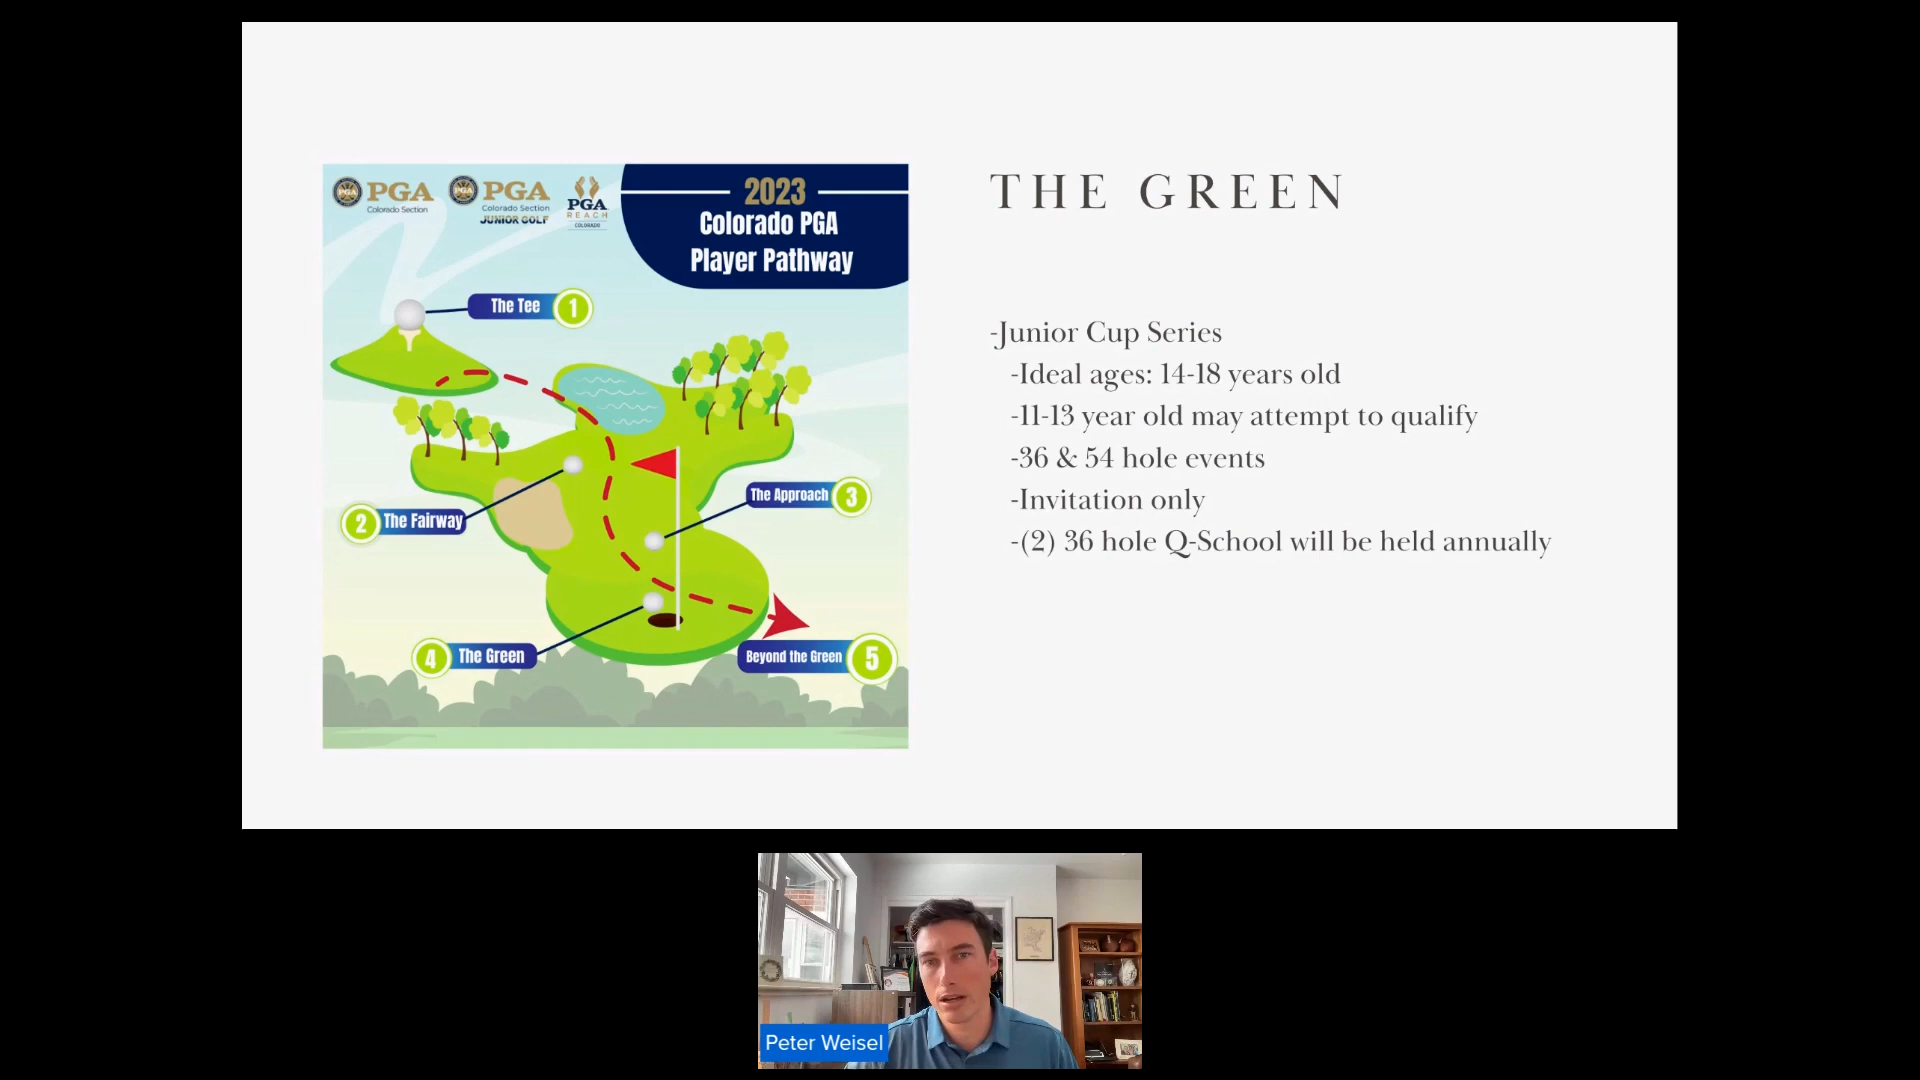 PGA
Colorado Section
PGA
Colorado Section
JUNIOR GOLF
PGA
REACH
COLORADO
2023
Colorado PGA
Player Pathway
The Tee 1
2 The Fairway
The Approach 3
4 The Green
Beyond the Green 5
THE GREEN
-Junior Cup Series
-Ideal ages: 14-18 years old
-11-13 year old may attempt to qualify
-36 & 54 hole events
-Invitation only
-(2) 36 hole Q-School will be held annually
Peter Weisel